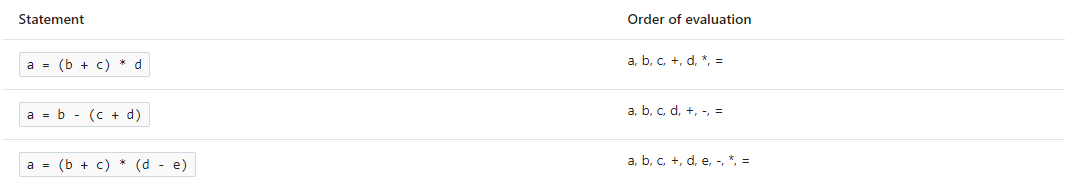 Statement Order of evaluation
a = (b + c) * d a, b, c, +, d, *, =
a = b - (c + d) a, b, c, d, +, -, =
a = (b + c) * (d - e) a, b, c, +, d, e, -, *, =